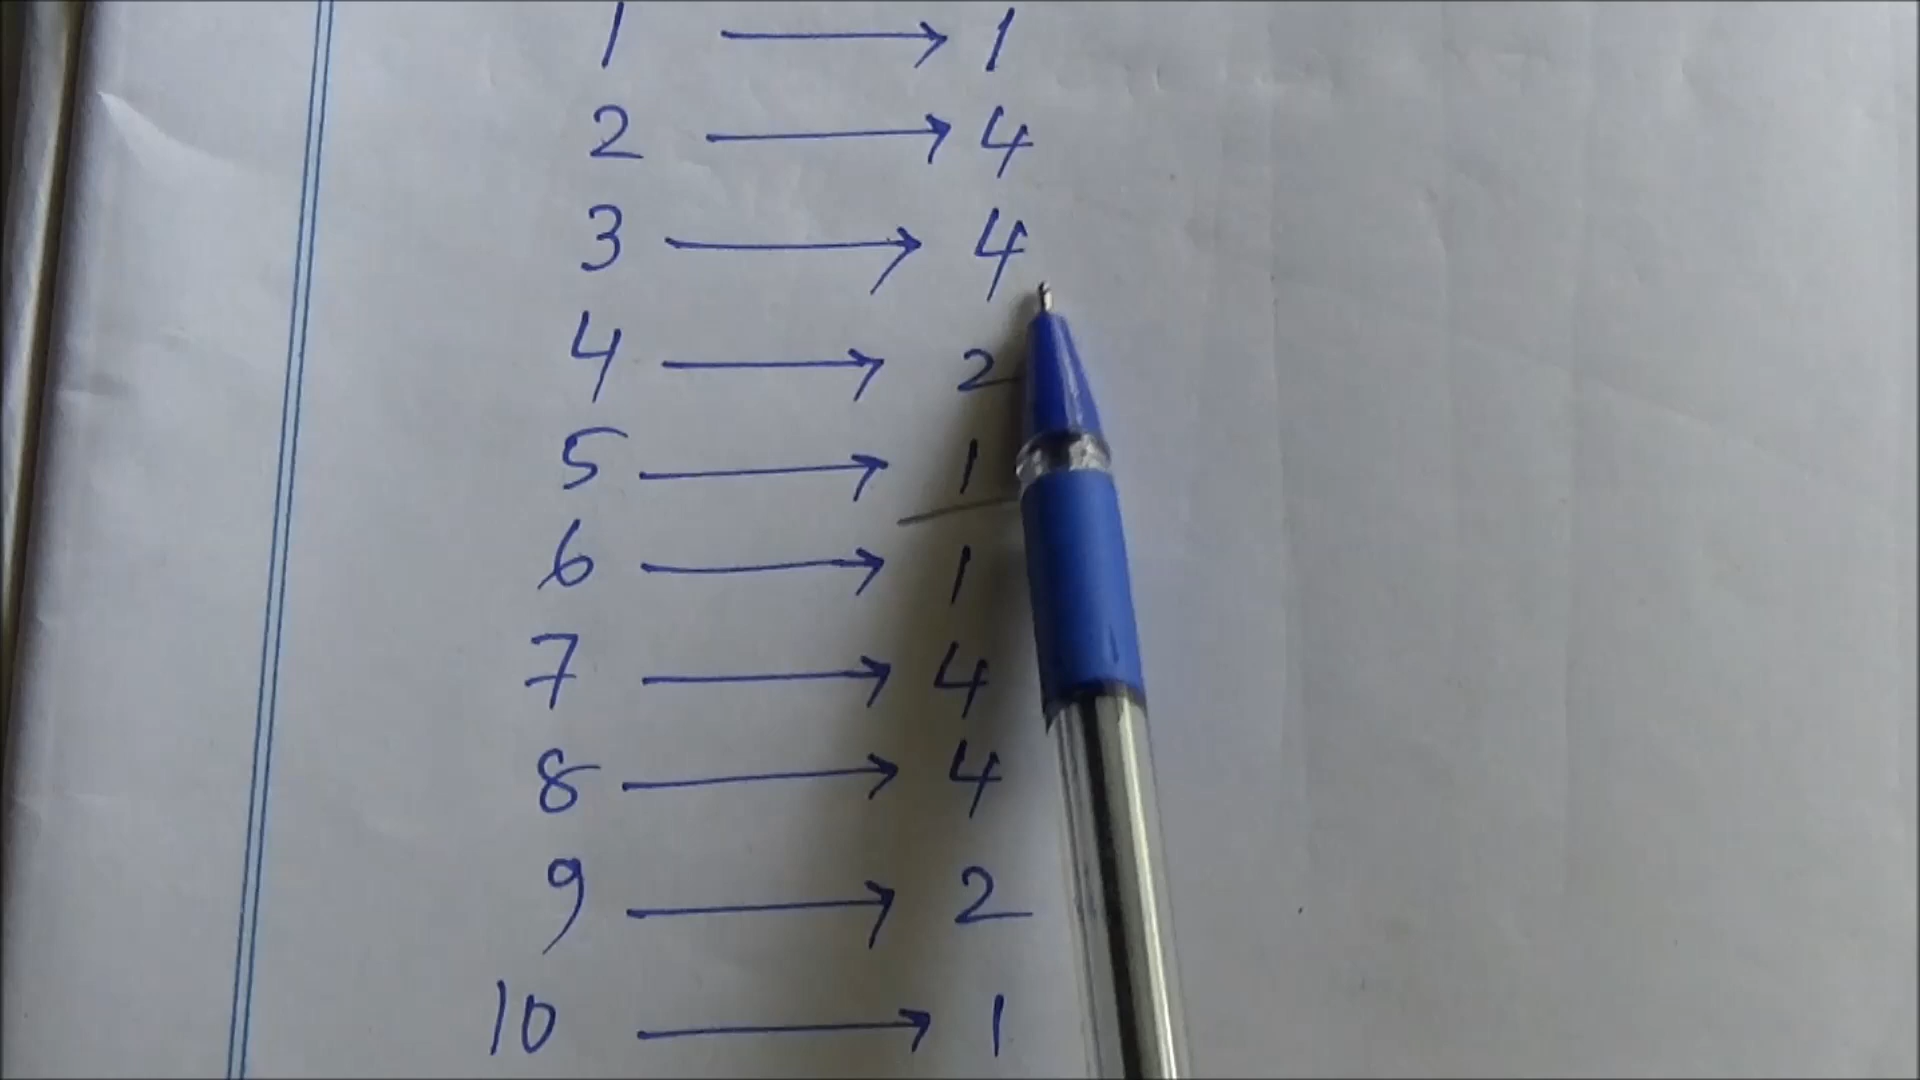 1 → 1
2 → 4
3 → 4
4 → 2
5 → 1
6 → 1
7 → 4
8 → 4
9 → 2
10 → 1